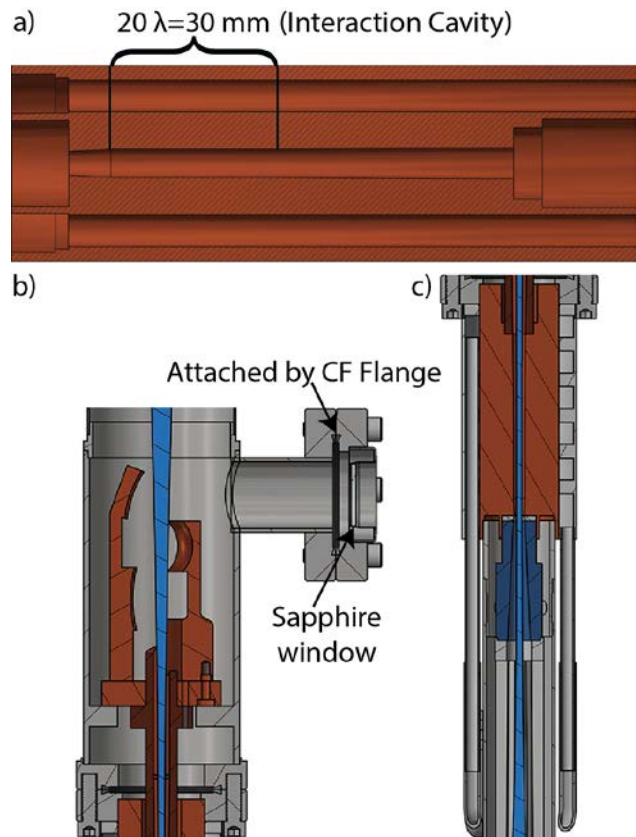 a)
20 λ=30 mm (Interaction Cavity)
b)
c)
Attached by CF Flange
Sapphire
window